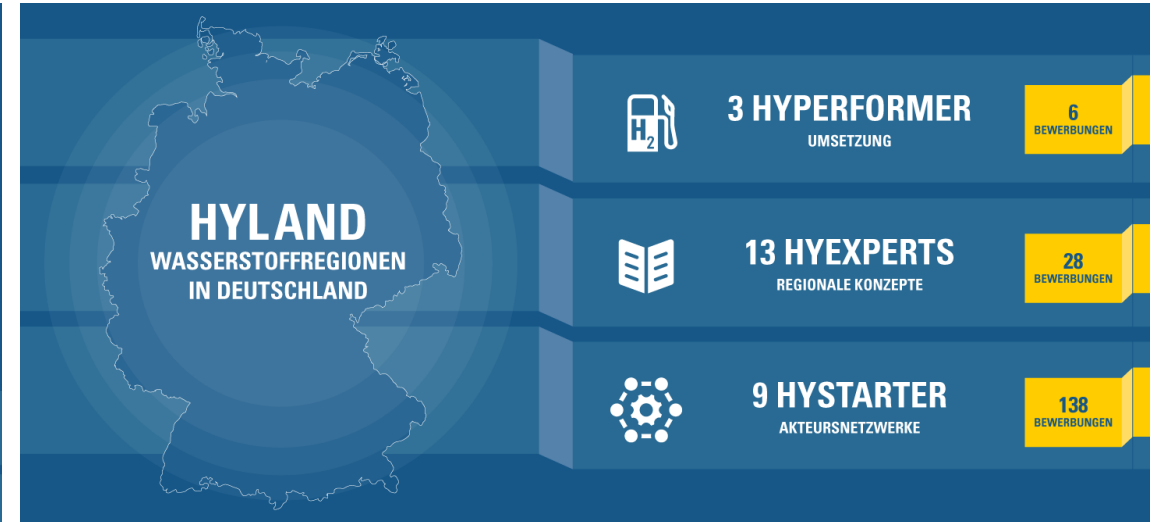 HYLAND
WASSERSTOFFREGIONEN
IN DEUTSCHLAND
H2
3 HYPERFORMER
UMSETZUNG
6
BEWERBUNGEN
13 HYEXPERTS
REGIONALE KONZEPTE
28
BEWERBUNGEN
9 HYSTARTER
AKTEURSNETZWERKE
138
BEWERBUNGEN